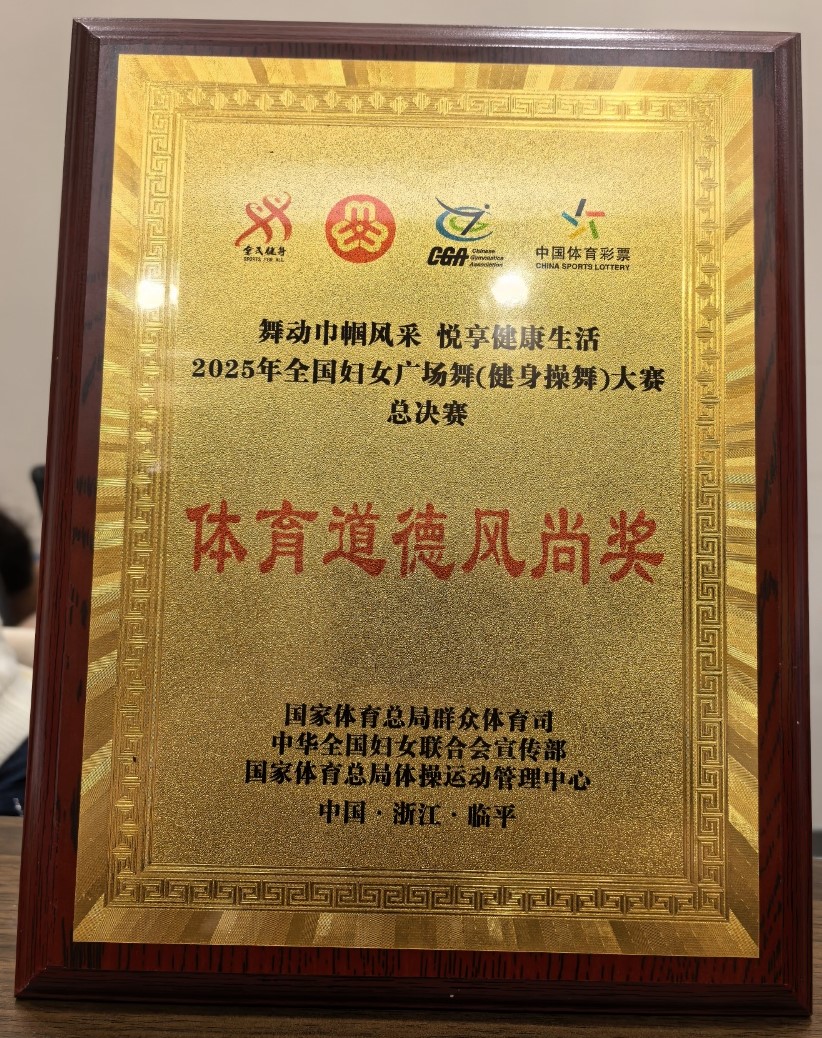 全民健身
SPORTS FOR ALL
CGA Chinese Gymnastics Association
中国体育彩票
CHINA SPORTS LOTTERY
舞动巾帼风采 悦享健康生活
2025年全国妇女广场舞(健身操舞)大赛
总决赛
体育道德风尚奖
国家体育总局群众体育司
中华全国妇女联合会宣传部
国家体育总局体操运动管理中心
中国·浙江·临平